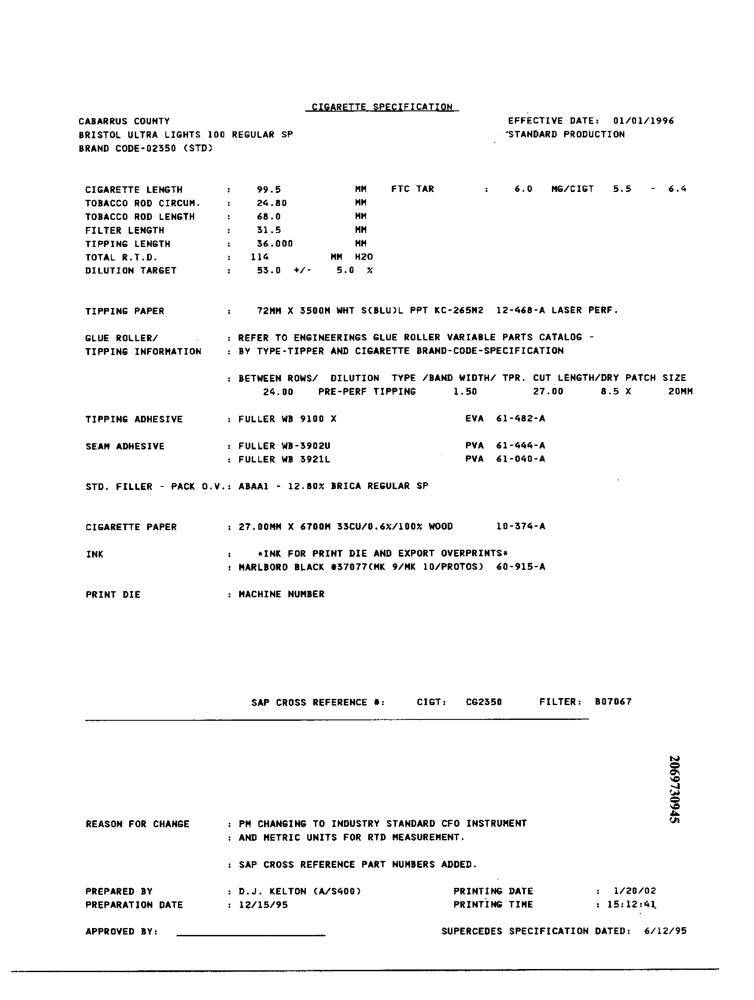 CIGARETTE SPECIFICATION
CABARRUS COUNTY EFFECTIVE DATE: 01/01/1996
BRISTOL ULTRA LIGHTS 100 REGULAR SP STANDARD PRODUCTION
BRAND CODE-02350 (STD)
CIGARETTE LENGTH : 99.5 MM FTC TAR : 6.0 MG/CIGT 5.5 - 6.4
TOBACCO ROD CIRCUM. : 24.80 MM
TOBACCO ROD LENGTH : 68.0 MM
FILTER LENGTH : 31.5 MM
TIPPING LENGTH : 36.000 MM
TOTAL R.T.D. : 114 MM H2O
DILUTION TARGET : 53.0 +/- 5.0 %
TIPPING PAPER : 72MM X 3500M WHT S(BLU)L PPT KC-265M2 12-468-A LASER PERF.
GLUE ROLLER/ : REFER TO ENGINEERINGS GLUE ROLLER VARIABLE PARTS CATALOG -
TIPPING INFORMATION : BY TYPE-TIPPER AND CIGARETTE BRAND-CODE-SPECIFICATION
: BETWEEN ROWS/ DILUTION TYPE /BAND WIDTH/ TPR. CUT LENGTH/DRY PATCH SIZE
24.00 PRE-PERF TIPPING 1.50 27.00 8.5 X 20MM
TIPPING ADHESIVE : FULLER WB 9100 X EVA 61-482-A
SEAM ADHESIVE : FULLER WB-3902U PVA 61-444-A
: FULLER WB 3921L PVA 61-040-A
STD. FILLER - PACK O.V.: ABAA1 - 12.80% BRICA REGULAR SP
CIGARETTE PAPER : 27.00MM X 6700M 33CU/0.6%/100% WOOD 10-374-A
INK : *INK FOR PRINT DIE AND EXPORT OVERPRINTS*
: MARLBORO BLACK #37077(MK 9/MK 10/PROTOS) 60-915-A
PRINT DIE : MACHINE NUMBER
SAP CROSS REFERENCE #: CIGT: CG2350 FILTER: B07067
2069730945
REASON FOR CHANGE : PM CHANGING TO INDUSTRY STANDARD CFO INSTRUMENT
: AND METRIC UNITS FOR RTD MEASUREMENT.
: SAP CROSS REFERENCE PART NUMBERS ADDED.
PREPARED BY : D.J. KELTON (A/S400) PRINTING DATE : 1/28/02
PREPARATION DATE : 12/15/95 PRINTING TIME : 15:12:41
APPROVED BY: SUPERCEDES SPECIFICATION DATED: 6/12/95